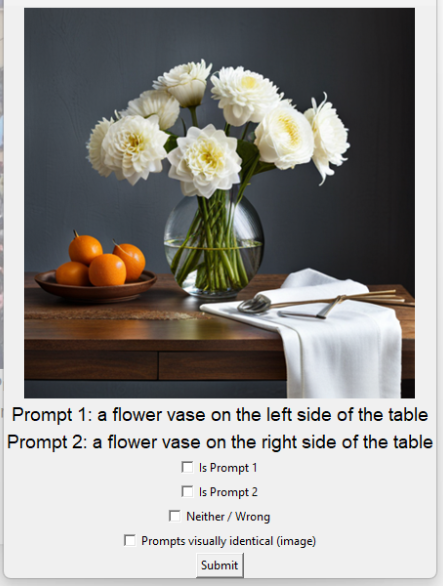 Prompt 1: a flower vase on the left side of the table
Prompt 2: a flower vase on the right side of the table
Is Prompt 1
Is Prompt 2
Neither / Wrong
Prompts visually identical (image)
Submit